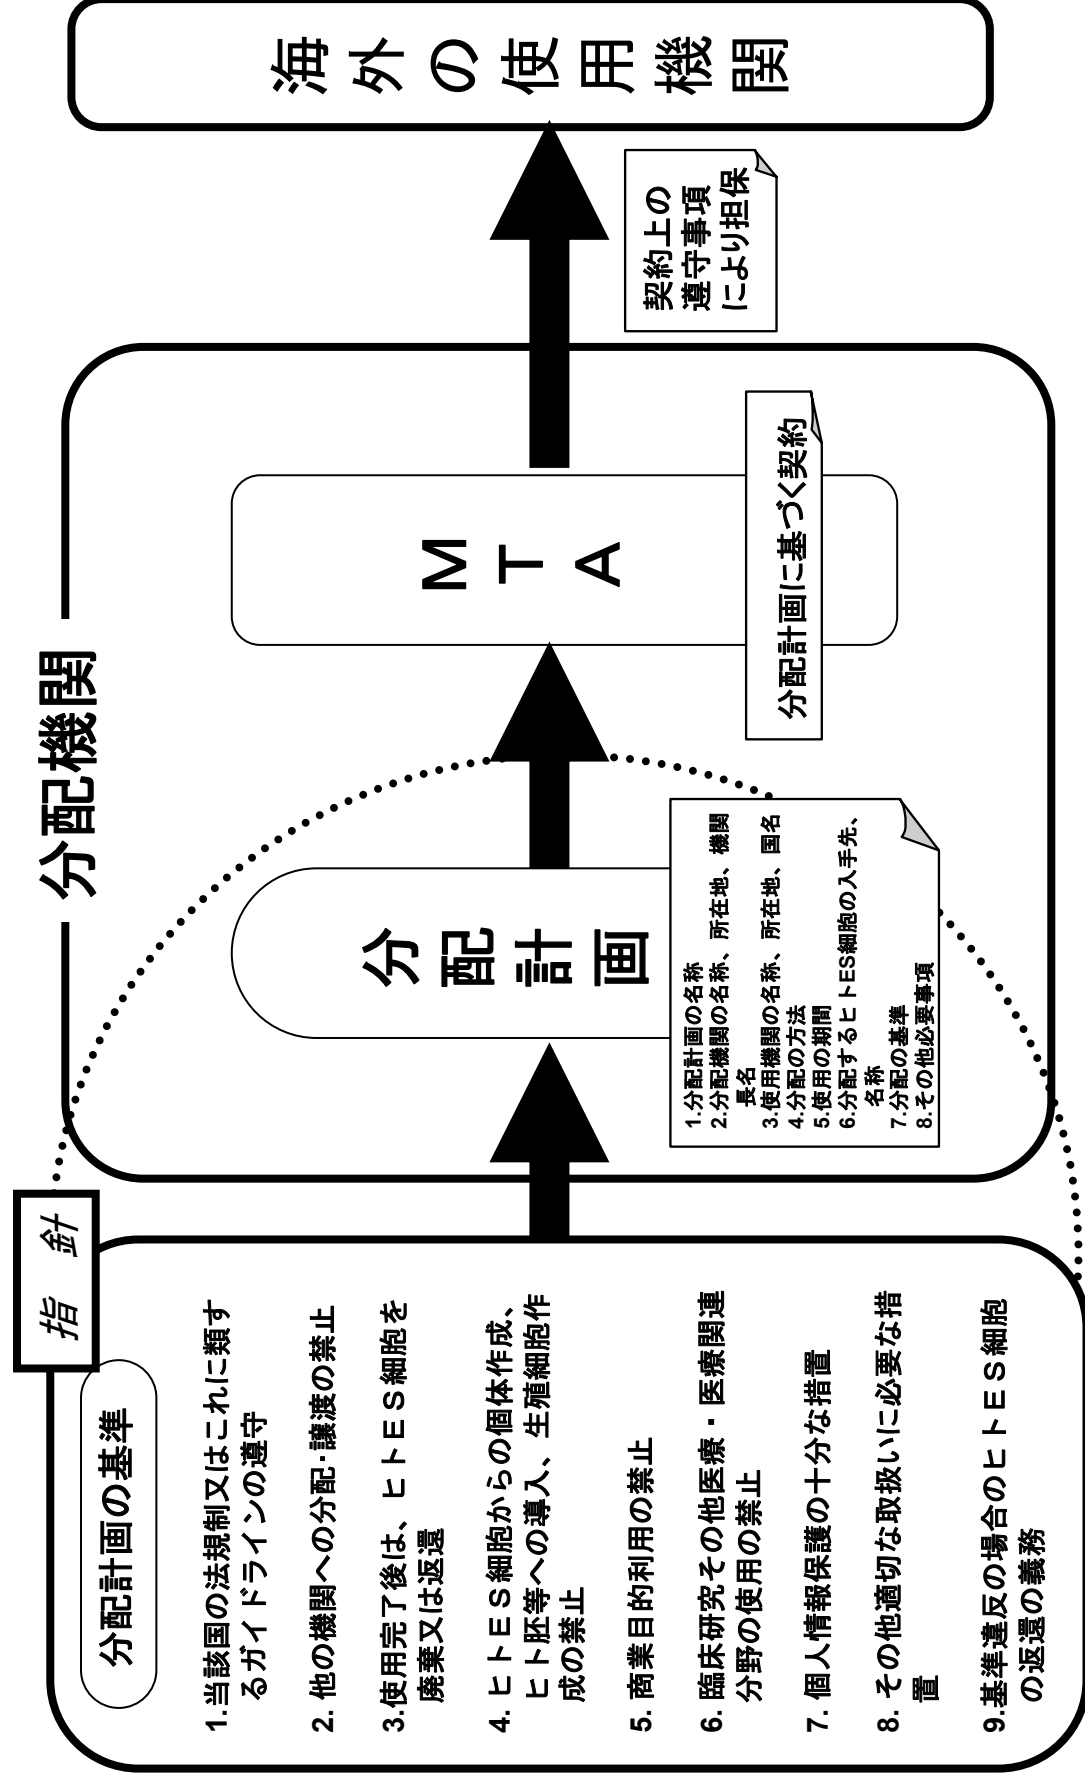 指　針
分配計画の基準
1.当該国の法規制又はこれに類す
るガイドラインの遵守
2. 他の機関への分配・譲渡の禁止
3.使用完了後は、ヒトＥＳ細胞を
廃棄又は返還
4. ヒトＥＳ細胞からの個体作成、
ヒト胚等への導入、生殖細胞作
成の禁止
5. 商業目的利用の禁止
6. 臨床研究その他医療・医療関連
分野の使用の禁止
7. 個人情報保護の十分な措置
8. その他適切な取扱いに必要な措
置
9.基準違反の場合のヒトＥＳ細胞
の返還の義務
分配機関
分配計画
1.分配計画の名称
2.分配機関の名称、所在地、機関
長名
3.使用機関の名称、所在地、国名
4.分配の方法
5.使用の期間
6.分配するヒトES細胞の入手先、
名称
7.分配の基準
8.その他必要事項
ＭＴＡ
分配計画に基づく契約
契約上の
遵守事項
により担保
海外の使用機関